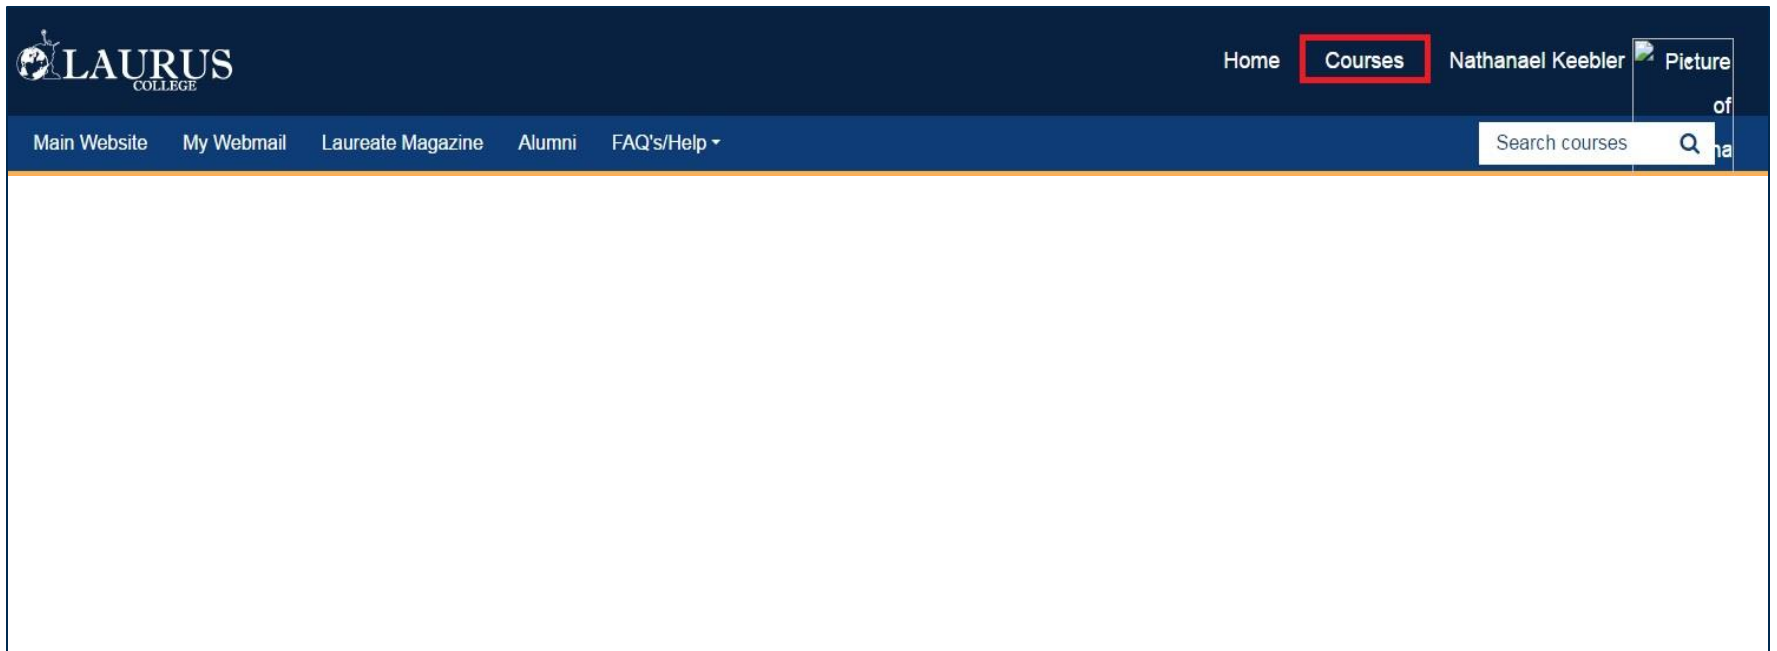 LAURUS
COLLEGE
Home Courses Nathanael Keebler Picture
of
na
Main Website My Webmail Laureate Magazine Alumni FAQ's/Help
Search courses